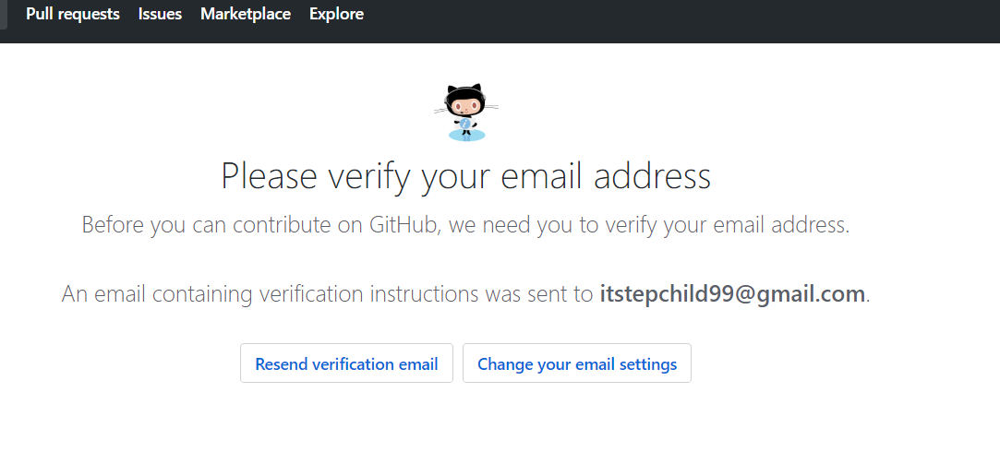 Pull requests Issues Marketplace Explore
Please verify your email address
Before you can contribute on GitHub, we need you to verify your email address.
An email containing verification instructions was sent to itstepchild99@gmail.com.
Resend verification email Change your email settings